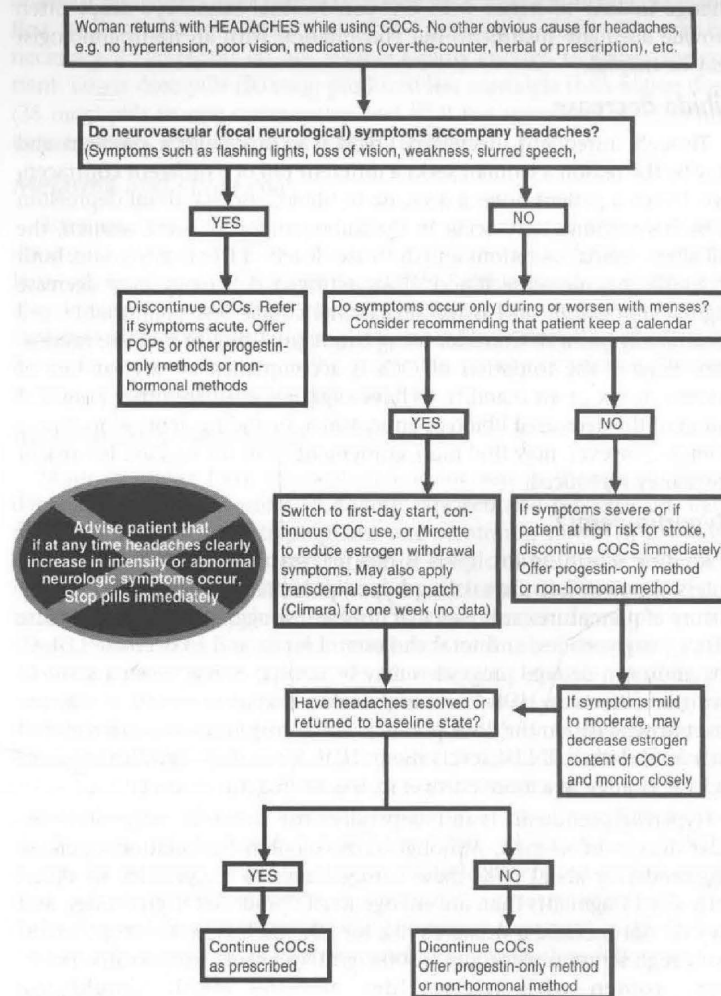 Woman returns with HEADACHES while using COCs. No other obvious cause for headaches,
e.g. no hypertension, poor vision, medications (over-the-counter, herbal or prescription), etc.
Do neurovascular (focal neurological) symptoms accompany headaches?
Symptoms such as flashing lights, loss of vision, weakness, slurred speech,
YES
NO
Discontinue COCs. Refer
if symptoms acute. Offer
POPs or other progestin-
only methods or non-
hormonal methods
Do symptoms occur only during or worsen with menses?
Consider recommending that patient keep a calendar
YES
NO
Advise patient that
if at any time headaches clearly
increase in intensity or abnormal
neurologic symptoms occur,
Stop pills immediately
Switch to first-day start, con-
tinuous COC use, or Mircette
to reduce estrogen withdrawal
symptoms. May also apply
transdermal estrogen patch
(Climara) for one week (no data)
If symptoms severe or if
patient at high risk for stroke,
discontinue COCS immediately
Offer progestin-only method
or non-hormonal method
Have headaches resolved or
returned to baseline state?
If symptoms mild
to moderate, may
decrease estrogen
content of COCs
and monitor closely
YES
NO
Continue COCs
as prescribed
Discontinue COCs
Offer progestin-only method
or non-hormonal method